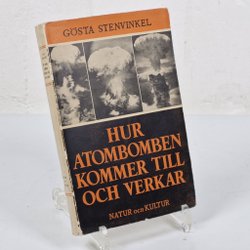 GÖSTA STENVINKEL
HUR
ATOMBOMBEN
KOMMER TILL
OCH VERKAR
NATUR OCH KULTUR